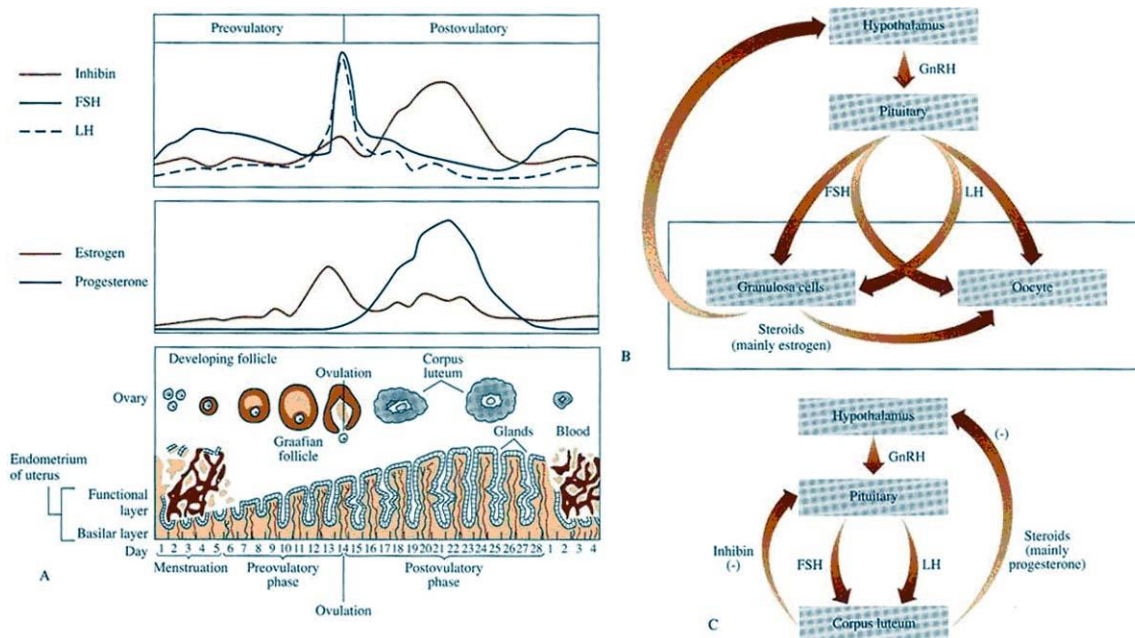 Preovulatory
Postovulatory
Inhibin
FSH
LH
Estrogen
Progesterone
Developing follicle
Ovulation
Corpus
luteum
Ovary
Graafian
follicle
Glands
Blood
Endometrium
of uterus
Functional
layer
Basilar layer
Day
1 2 3 4 5 6 7 8 9 10 11 12 13 14 15 16 17 18 19 20 21 22 23 24 25 26 27 28 1 2 3 4
Menstruation
Preovulatory
phase
Postovulatory
phase
Ovulation
A
Hypothalamus
GnRH
Pituitary
FSH
LH
Granulosa cells
Oocyte
Steroids
(mainly estrogen)
B
Hypothalamus
(-)
GnRH
Pituitary
Inhibin
(-)
FSH
LH
Steroids
(mainly
progesterone)
Corpus luteum
C